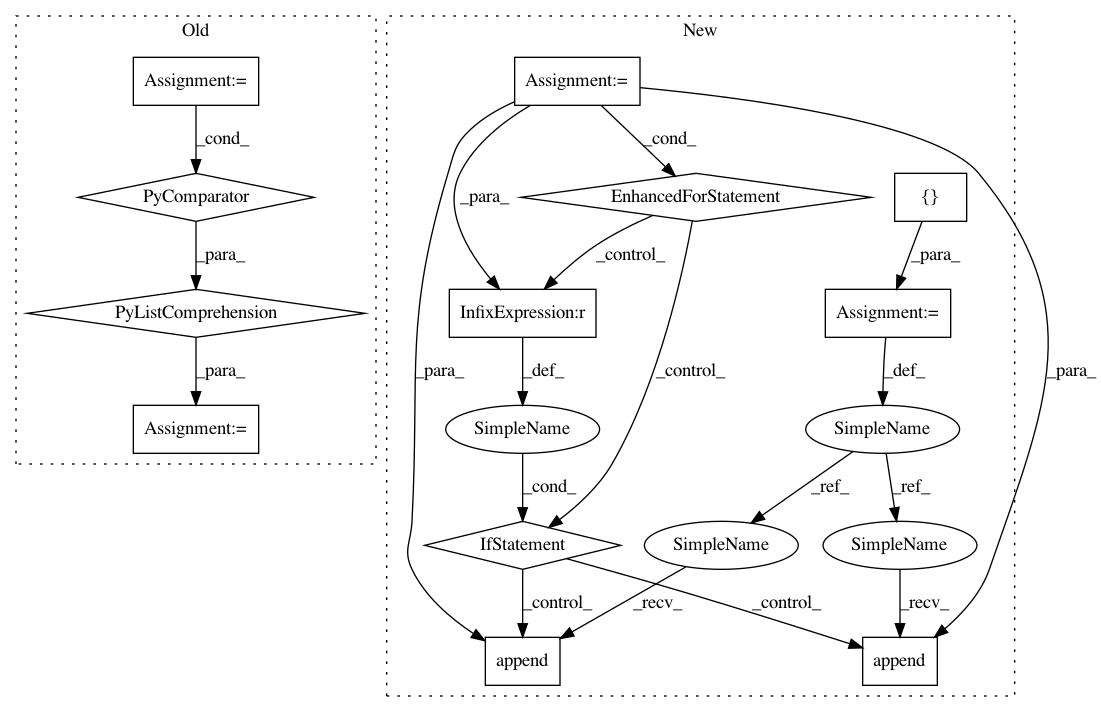 Old
New
Assignment:=
Assignment:=
_cond_
_cond_
PyComparator
EnhancedForStatement
{}
_para_
_para_
_control_
_para_
PyListComprehension
InfixExpression:r
Assignment:=
_para_
_para_
_def_
_control_
_def_
_para_
Assignment:=
SimpleName
SimpleName
_cond_
_ref_
_ref_
IfStatement
SimpleName
SimpleName
_control_
_recv_
_control_
_recv_
append
append